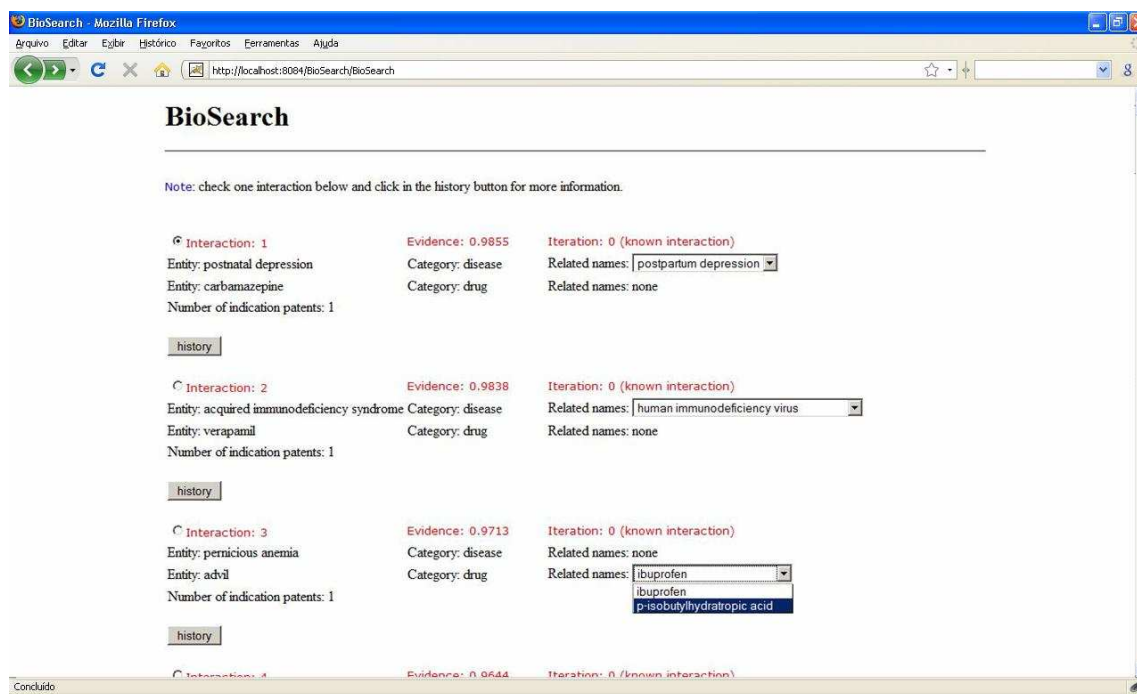 BioSearch - Mozilla Firefox
Arquivo Editar Exibir Histórico Favoritos Ferramentas Ajuda
http://localhost:8084/BioSearch/BioSearch
BioSearch
Note: check one interaction below and click in the history button for more information.
Interaction: 1 Evidence: 0.9855 Iteration: 0 (known interaction)
Entity: postnatal depression Category: disease Related names: postpartum depression
Entity: carbamazepine Category: drug Related names: none
Number of indication patents: 1
history
Interaction: 2 Evidence: 0.9838 Iteration: 0 (known interaction)
Entity: acquired immunodeficiency syndrome Category: disease Related names: human immunodeficiency virus
Entity: verapamil Category: drug Related names: none
Number of indication patents: 1
history
Interaction: 3 Evidence: 0.9713 Iteration: 0 (known interaction)
Entity: pernicious anemia Category: disease Related names: none
Entity: advil Category: drug Related names: ibuprofen
ibuprofen
Number of indication patents: 1
p-isobutylhydratropic acid
history
Interaction: 4 Evidence: 0.9644 Iteration: 0 (known interaction)
Concluído